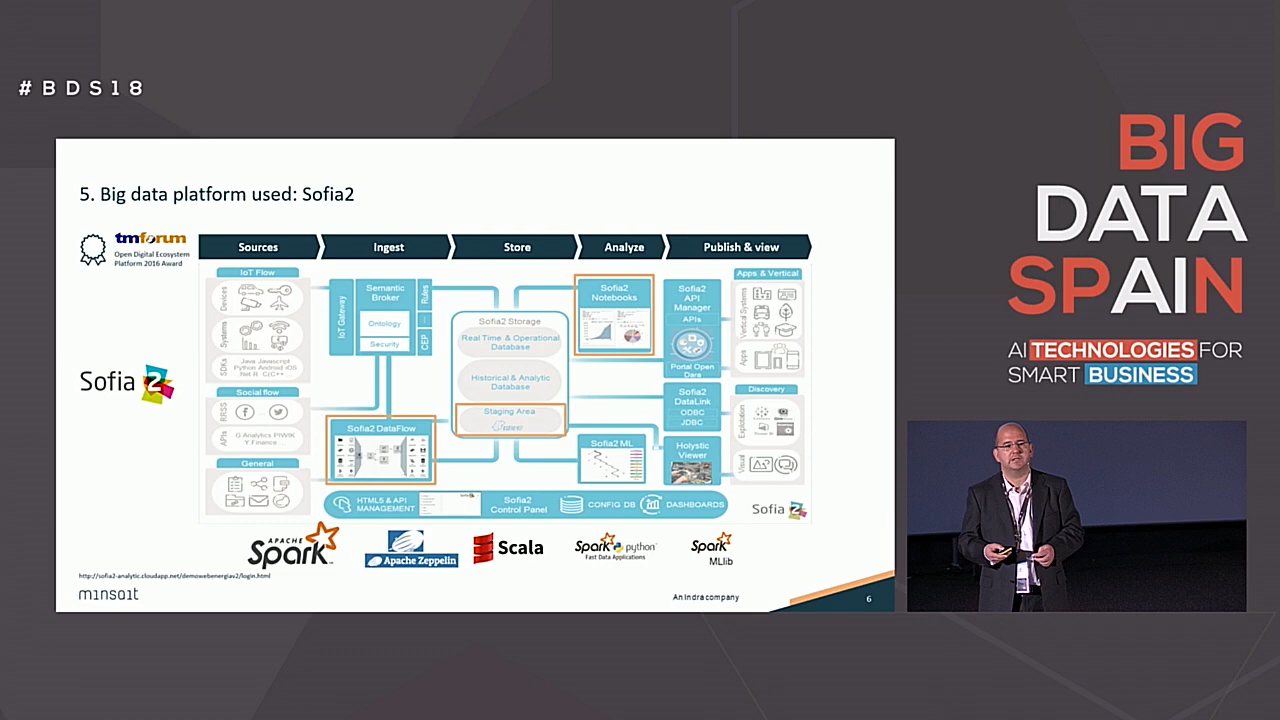 #BDS18
BIG
DATA
SPAIN
AI TECHNOLOGIES FOR
SMART BUSINESS
5. Big data platform used: Sofia2
tmforum
Open Digital Ecosystem
Platform 2016 Award
Sources
Ingest
Store
Analyze
Publish & view
IoT Flow
Devices
Systems
SDKs
Java Javascript
Python Android iOS
.Net R C/C++
Social flow
RRSS
APIs
G.Analytics PIWIK
Y.Finance ...
General
IoT Gateway
Semantic
Broker
Ontology
Security
Rules
...
CEP
Sofia2 DataFlow
Sofia2 Storage
Real Time & Operational
Database
Historical & Analytic
Database
Staging Area
Sofia2
Notebooks
Sofia2 ML
Sofia2
API
Manager
APIs
Portal Open
Data
Sofia2
DataLink
ODBC
JDBC
Holystic
Viewer
Apps & Vertical
Vertical Systems
Apps
Discovery
Explotation
Visual
HTML5 & API
MANAGEMENT
Sofia2
Control Panel
CONFIG DB
DASHBOARDS
Sofia 2
Sofia 2
APACHE
Spark
Apache Zeppelin
Scala
Spark python
Fast Data Applications
Spark
MLlib
http://sofia2-analytic.cloudapp.net/demowebenergiav2/login.html
minsait
An Indra company
6